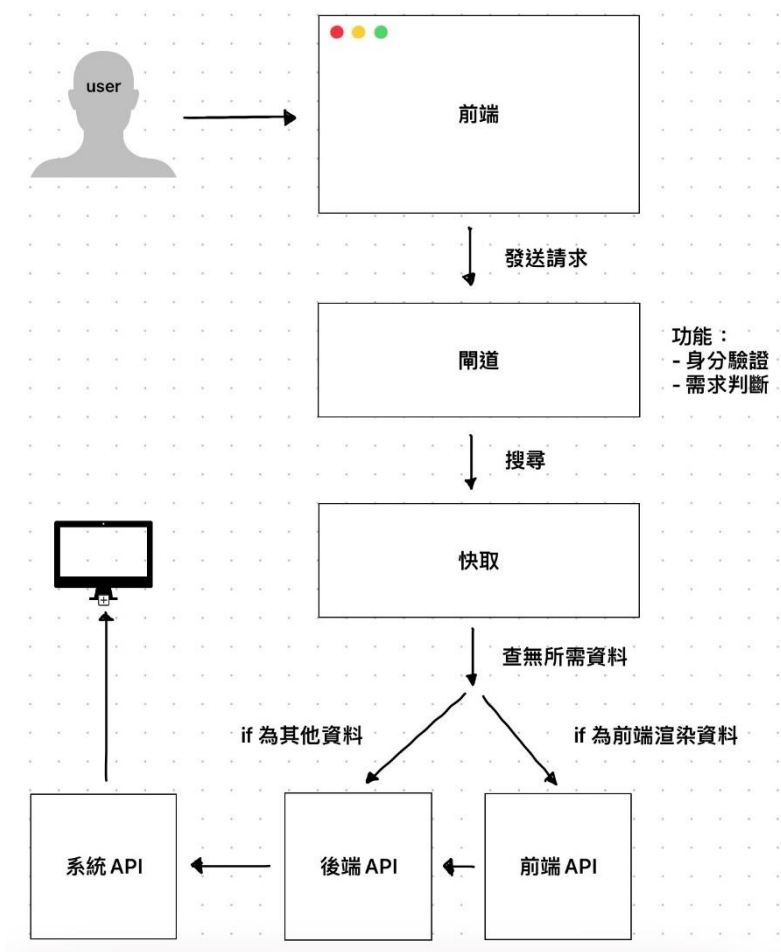 user
前端
發送請求
閘道
功能：
- 身分驗證
- 需求判斷
搜尋
快取
查無所需資料
if 為其他資料
if 為前端渲染資料
系統 API
後端 API
前端 API